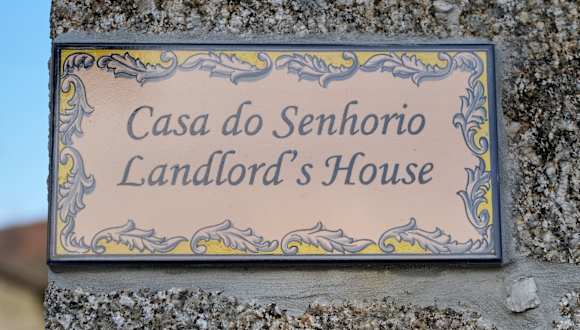 Casa do Senhorio
Landlord's House